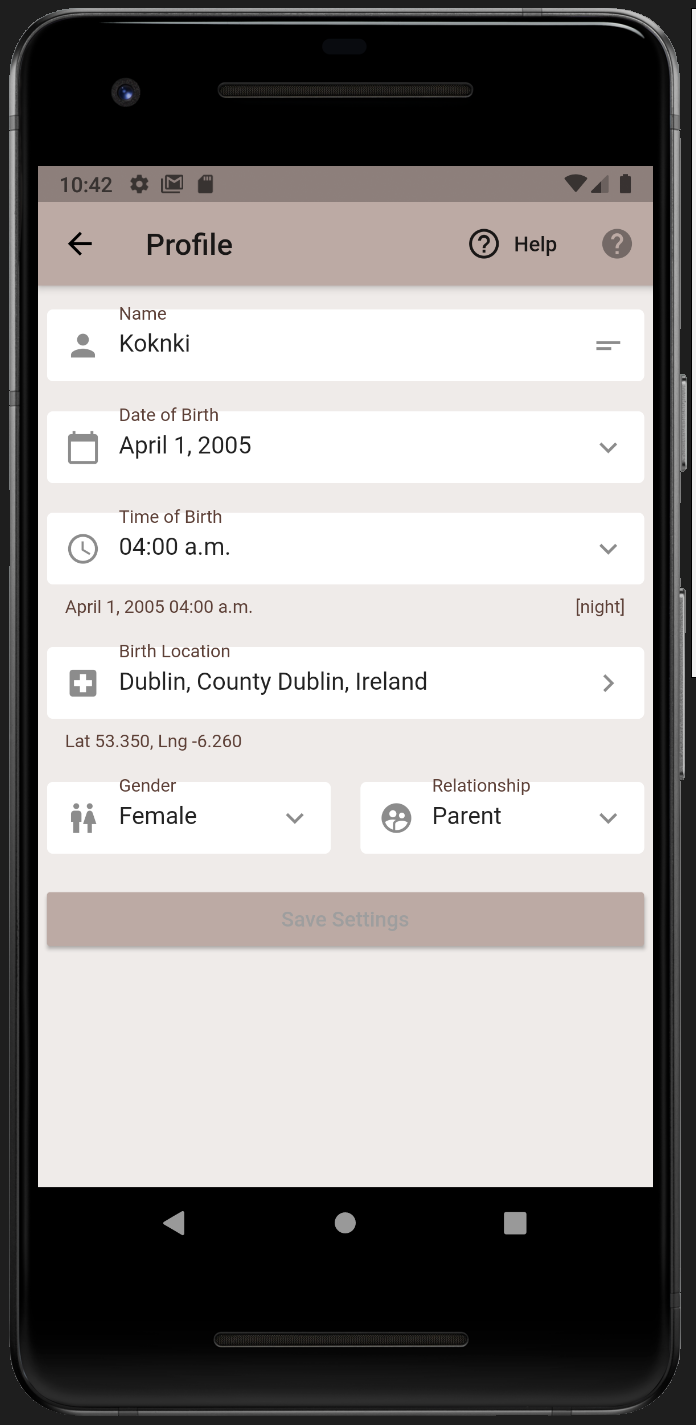 10:42
Profile
Help
Name
Koknki
Date of Birth
April 1, 2005
Time of Birth
04:00 a.m.
April 1, 2005 04:00 a.m. [night]
Birth Location
Dublin, County Dublin, Ireland
Lat 53.350, Lng -6.260
Gender Relationship
Female Parent
Save Settings